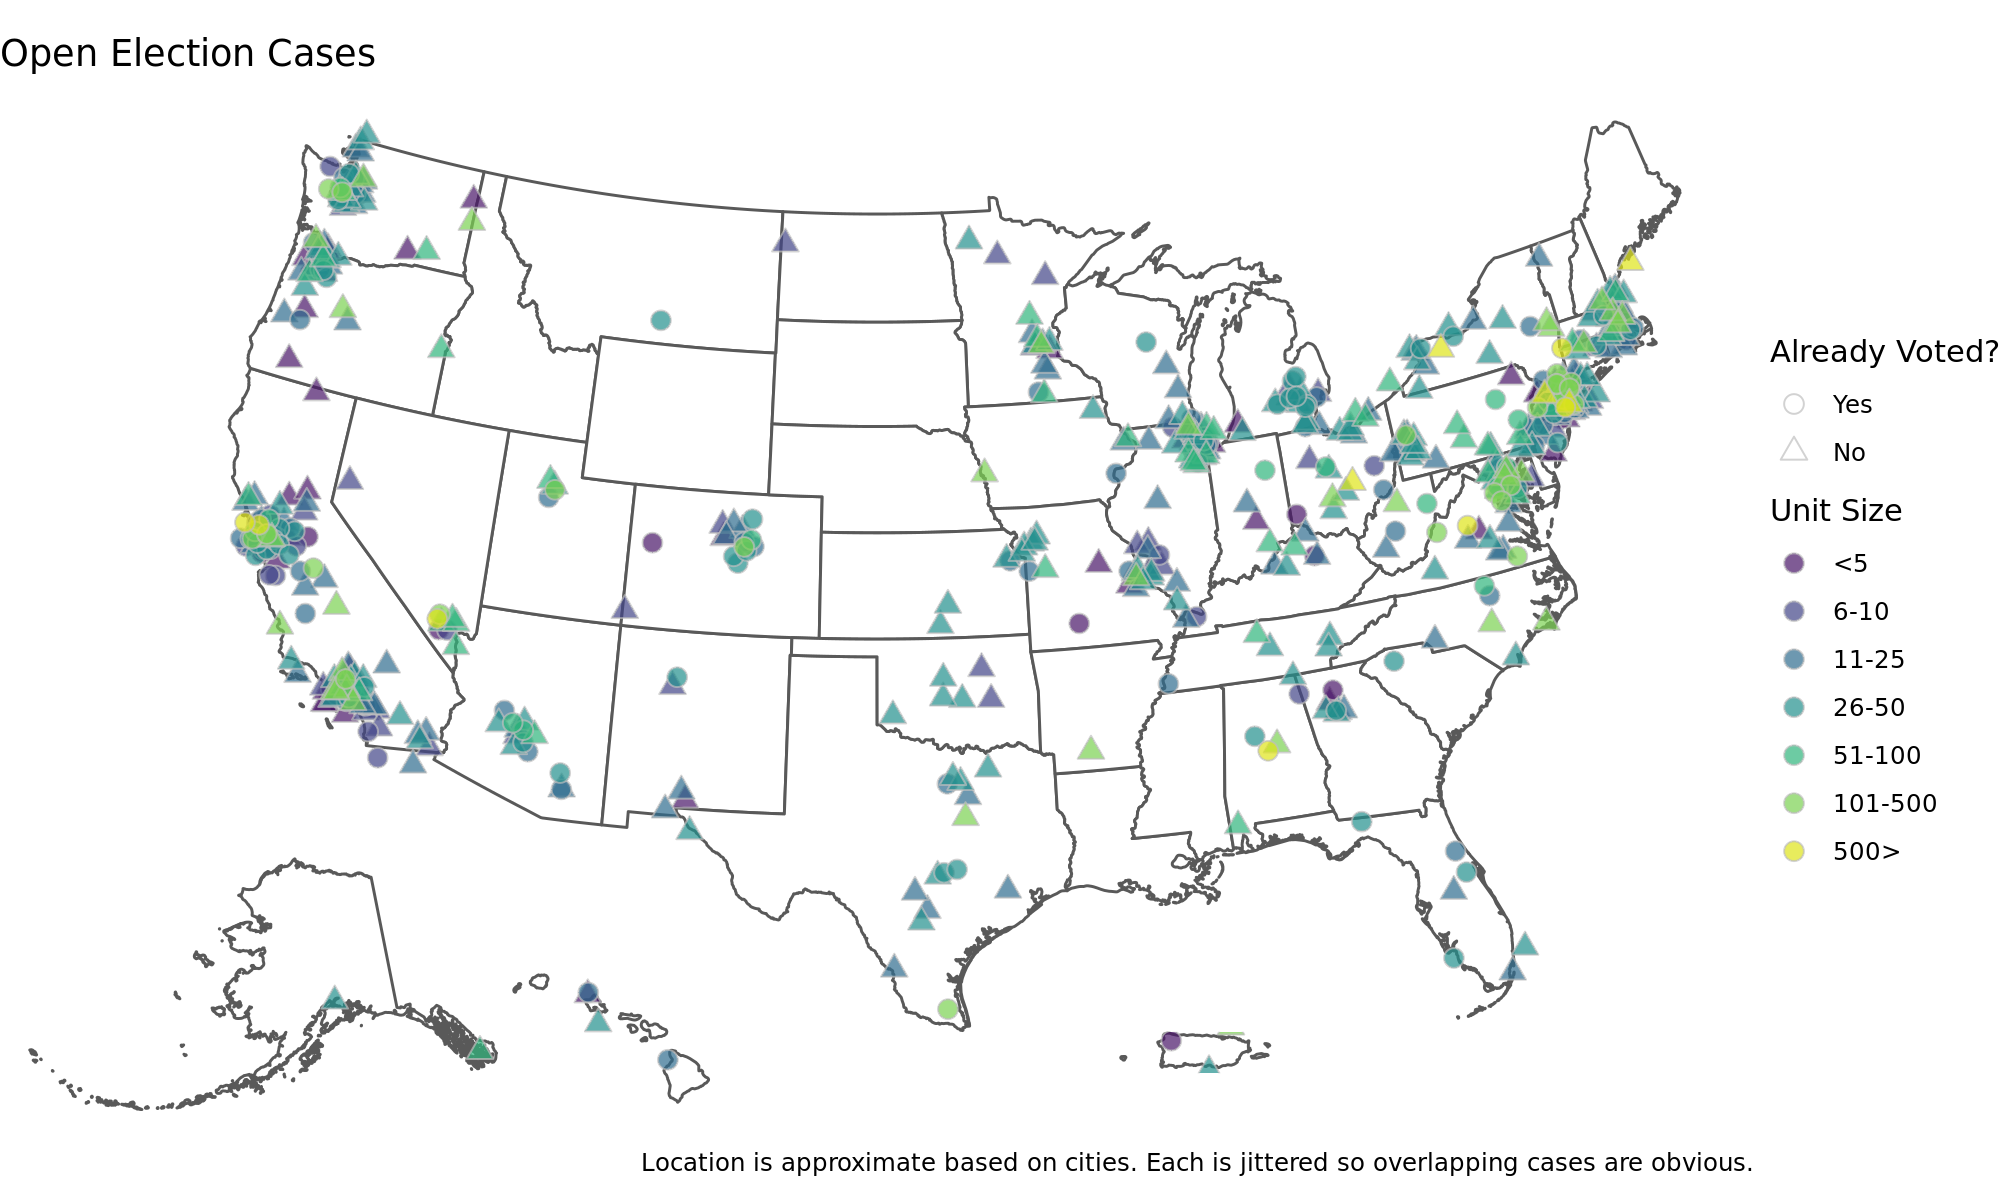 Open Election Cases
Already Voted?
Yes
No
Unit Size
<5
6-10
11-25
26-50
51-100
101-500
500>
Location is approximate based on cities. Each is jittered so overlapping cases are obvious.